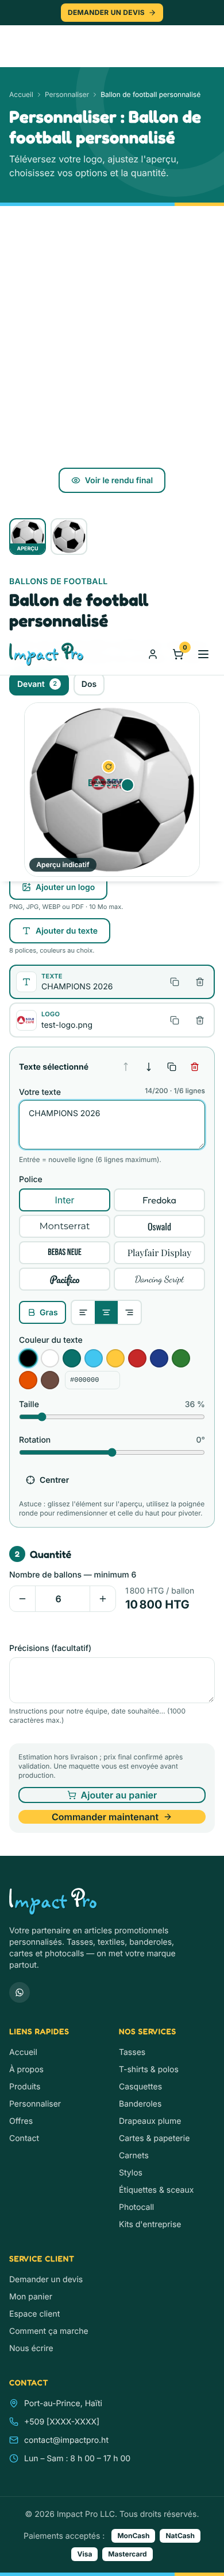 DEMANDER UN DEVIS →
Accueil > Personnaliser > Ballon de football personnalisé
Personnaliser : Ballon de
football personnalisé
Téléversez votre logo, ajustez l'aperçu,
choisissez vos options et la quantité.
Voir le rendu final
APERÇU
BALLONS DE FOOTBALL
Ballon de football
personnalisé
Impact Pro
0
Devant 2
Dos
Aperçu indicatif
Ajouter un logo
PNG, JPG, WEBP ou PDF · 10 Mo max.
Ajouter du texte
8 polices, couleurs au choix.
TEXTE
CHAMPIONS 2026
LOGO
test-logo.png
Texte sélectionné
Votre texte
14/200 · 1/6 lignes
CHAMPIONS 2026
Entrée = nouvelle ligne (6 lignes maximum).
Police
Inter
Fredoka
Montserrat
Oswald
BEBAS NEUE
Playfair Display
Pacifico
Dancing Script
B Gras
Couleur du texte
#000000
Taille
36 %
Rotation
0°
Centrer
Astuce : glissez l'élément sur l'aperçu, utilisez la poignée
ronde pour redimensionner et celle du haut pour pivoter.
2 Quantité
Nombre de ballons — minimum 6
− 6 +
1 800 HTG / ballon
10 800 HTG
Précisions (facultatif)
Instructions pour notre équipe, date souhaitée... (1000
caractères max.)
Estimation hors livraison ; prix final confirmé après
validation. Une maquette vous est envoyée avant
production.
Ajouter au panier
Commander maintenant →
Impact Pro
Votre partenaire en articles promotionnels
personnalisés. Tasses, textiles, banderoles,
cartes et photocalls — on met votre marque
partout.
LIENS RAPIDES
Accueil
À propos
Produits
Personnaliser
Offres
Contact
NOS SERVICES
Tasses
T-shirts & polos
Casquettes
Banderoles
Drapeaux plume
Cartes & papeterie
Carnets
Stylos
Étiquettes & sceaux
Photocall
Kits d'entreprise
SERVICE CLIENT
Demander un devis
Mon panier
Espace client
Comment ça marche
Nous écrire
CONTACT
Port-au-Prince, Haïti
+509 [XXXX-XXXX]
contact@impactpro.ht
Lun – Sam : 8 h 00 – 17 h 00
© 2026 Impact Pro LLC. Tous droits réservés.
Paiements acceptés : MonCash NatCash
Visa Mastercard